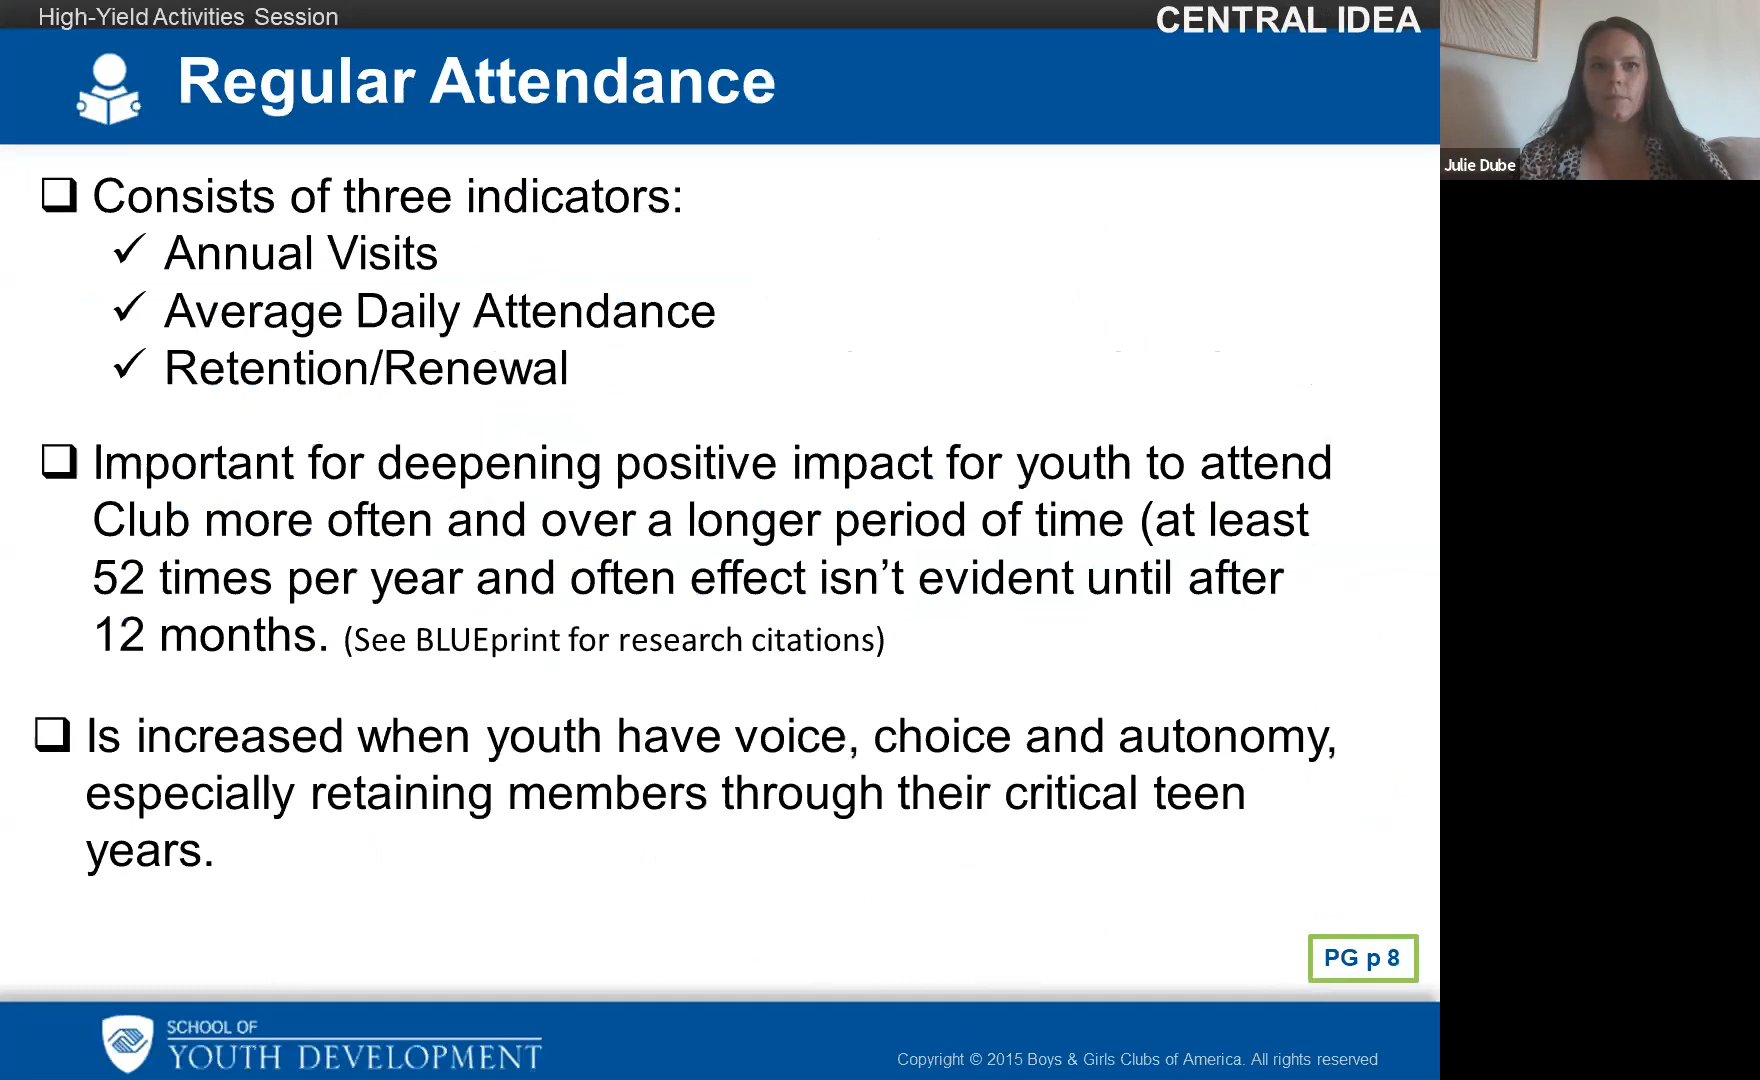 High-Yield Activities Session
CENTRAL IDEA
Regular Attendance
Julie Dube
Consists of three indicators:
Annual Visits
Average Daily Attendance
Retention/Renewal
Important for deepening positive impact for youth to attend
Club more often and over a longer period of time (at least
52 times per year and often effect isn’t evident until after
12 months. (See BLUEprint for research citations)
Is increased when youth have voice, choice and autonomy,
especially retaining members through their critical teen
years.
PG p 8
SCHOOL OF
YOUTH DEVELOPMENT
Copyright © 2015 Boys & Girls Clubs of America. All rights reserved